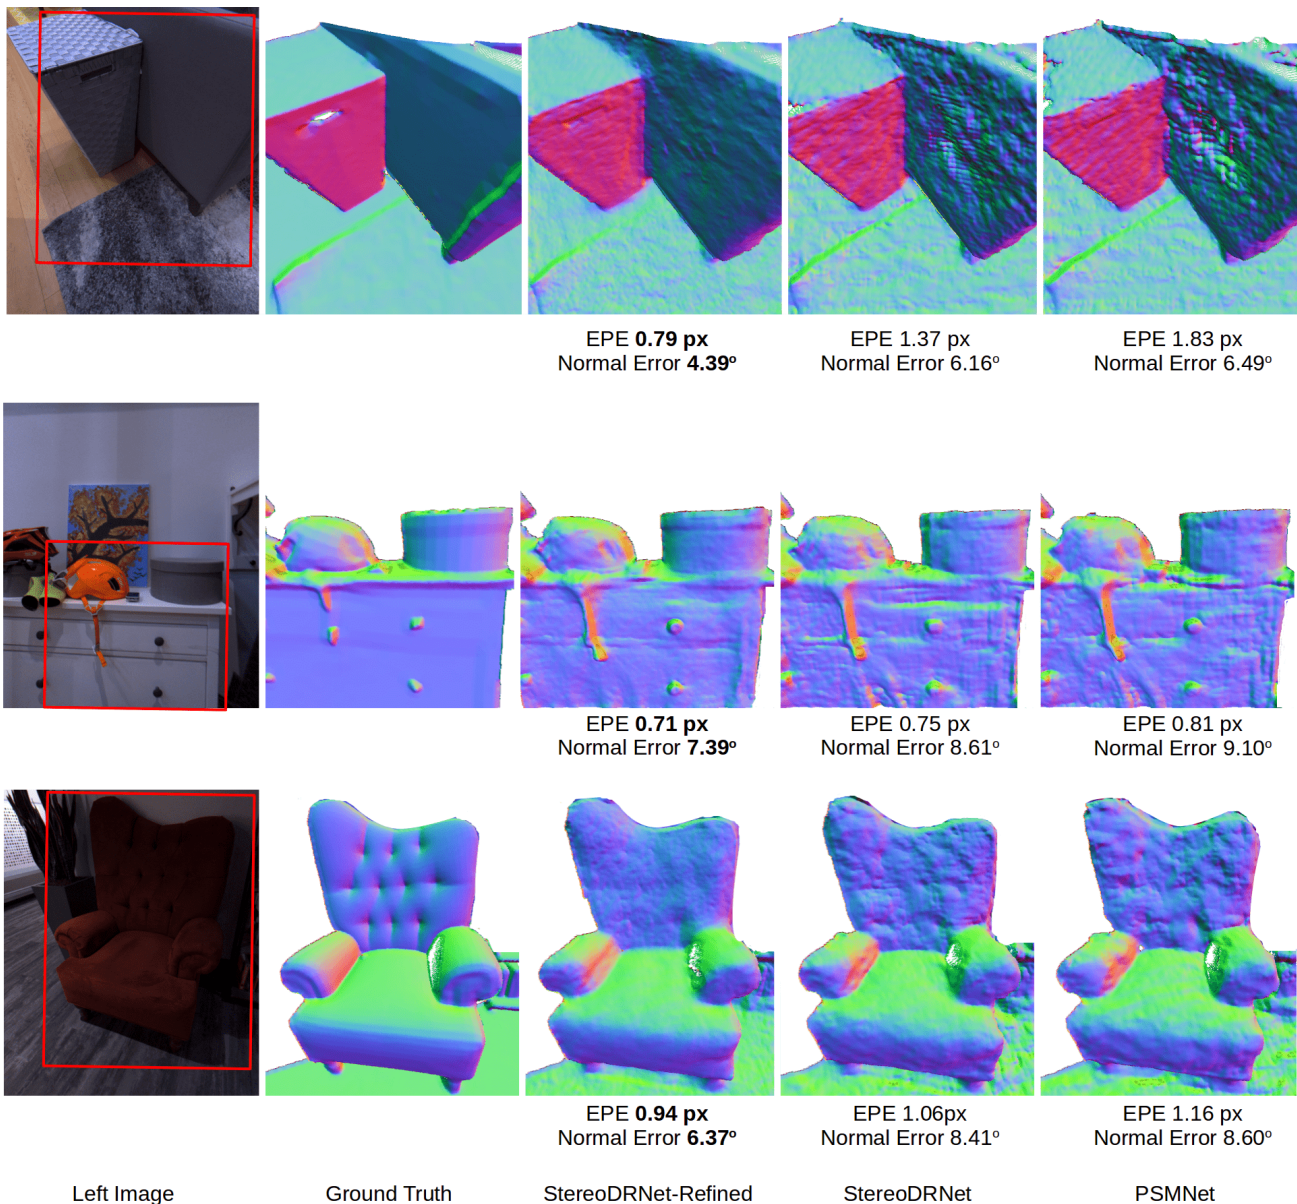 EPE 0.79 px
Normal Error 4.39º
EPE 1.37 px
Normal Error 6.16º
EPE 1.83 px
Normal Error 6.49º
EPE 0.71 px
Normal Error 7.39º
EPE 0.75 px
Normal Error 8.61º
EPE 0.81 px
Normal Error 9.10º
EPE 0.94 px
Normal Error 6.37º
EPE 1.06px
Normal Error 8.41º
EPE 1.16 px
Normal Error 8.60º
Left Image
Ground Truth
StereoDRNet-Refined
StereoDRNet
PSMNet